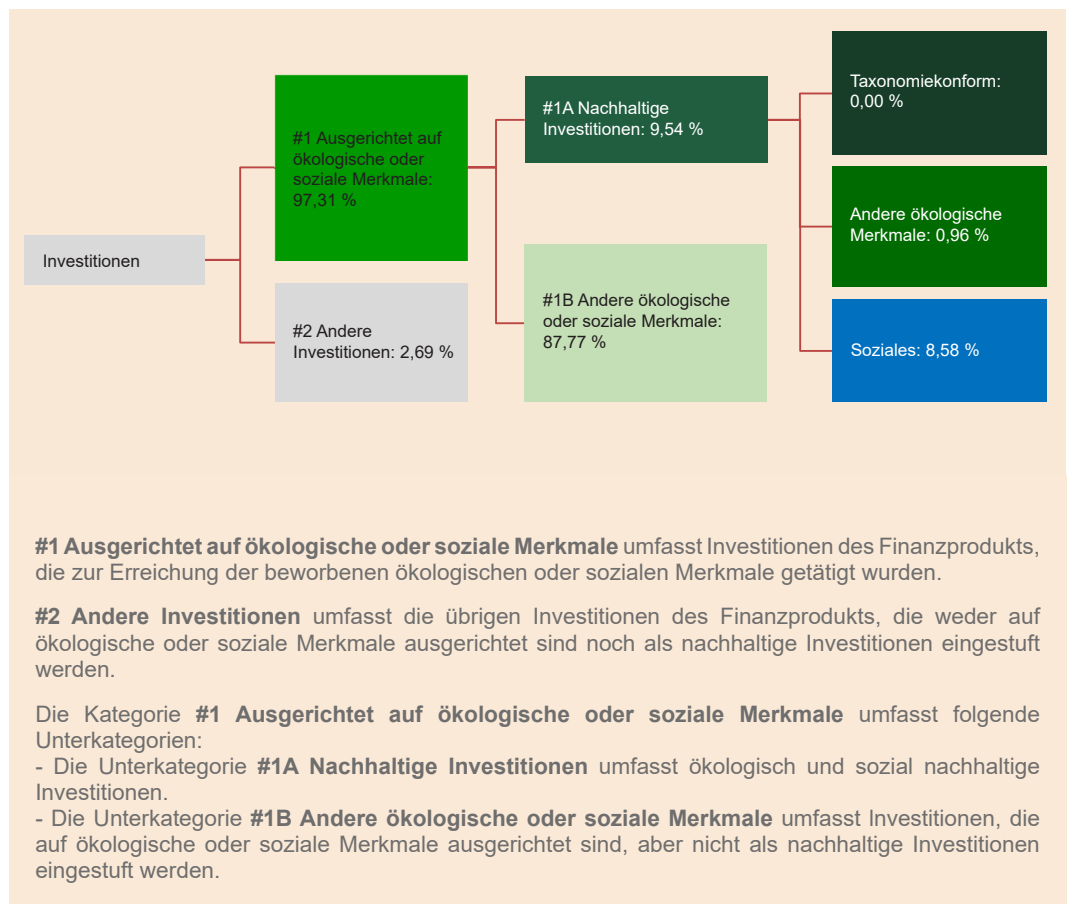 Investitionen
#1 Ausgerichtet auf
ökologische oder
soziale Merkmale:
97,31 %
#2 Andere
Investitionen: 2,69 %
#1A Nachhaltige
Investitionen: 9,54 %
#1B Andere ökologische
oder soziale Merkmale:
87,77 %
Taxonomiekonform:
0,00 %
Andere ökologische
Merkmale: 0,96 %
Soziales: 8,58 %
#1 Ausgerichtet auf ökologische oder soziale Merkmale umfasst Investitionen des Finanzprodukts,
die zur Erreichung der beworbenen ökologischen oder sozialen Merkmale getätigt wurden.
#2 Andere Investitionen umfasst die übrigen Investitionen des Finanzprodukts, die weder auf
ökologische oder soziale Merkmale ausgerichtet sind noch als nachhaltige Investitionen eingestuft
werden.
Die Kategorie #1 Ausgerichtet auf ökologische oder soziale Merkmale umfasst folgende
Unterkategorien:
- Die Unterkategorie #1A Nachhaltige Investitionen umfasst ökologisch und sozial nachhaltige
Investitionen.
- Die Unterkategorie #1B Andere ökologische oder soziale Merkmale umfasst Investitionen, die
auf ökologische oder soziale Merkmale ausgerichtet sind, aber nicht als nachhaltige Investitionen
eingestuft werden.